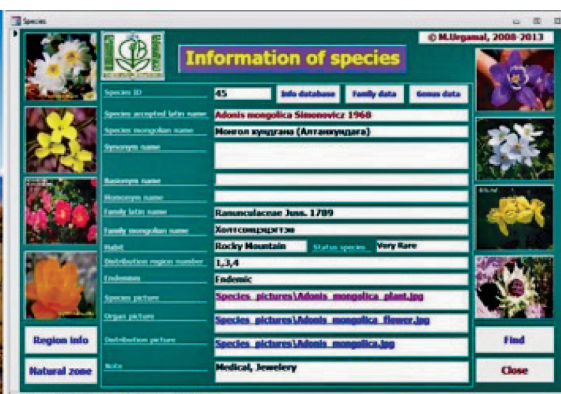 Species
© M.Urgamal, 2008-2013
Information of species
Species ID 45 Info database Family data Genus data
Species accepted latin name Adonis mongolica Simonovicz 1968
Species mongolian name Монгол хундгана (Алтанхундага)
Synonym name
Basionym name
Homonym name
Family latin name Ranunculaceae Juss. 1789
Family mongolian name Холтсонцэцэгтэн
Habit Rocky Mountain Status species Very Rare
Distribution region number 1,3,4
Endemism Endemic
Species picture Species_pictures\Adonis_mongolica_plant.jpg
Organ picture Species_pictures\Adonis_mongolica_flower.jpg
Distribution picture Species_pictures\Adonis_mongolica.jpg
Note Medical, Jewelery
Region info
Natural zone
Find
Close